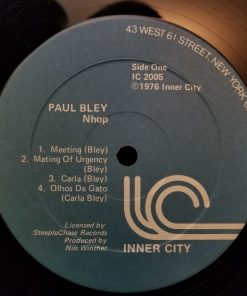 43 WEST 61 STREET, NEW YORK
Side One
IC 2005
℗1976 Inner City
PAUL BLEY
Nhop
1. Meeting (Bley)
2. Mating Of Urgency
(Bley)
3. Carla (Bley)
4. Olhos De Gato
(Carla Bley)
Licensed by
SteepleChase Records
Produced by
Nils Winther
INNER CITY